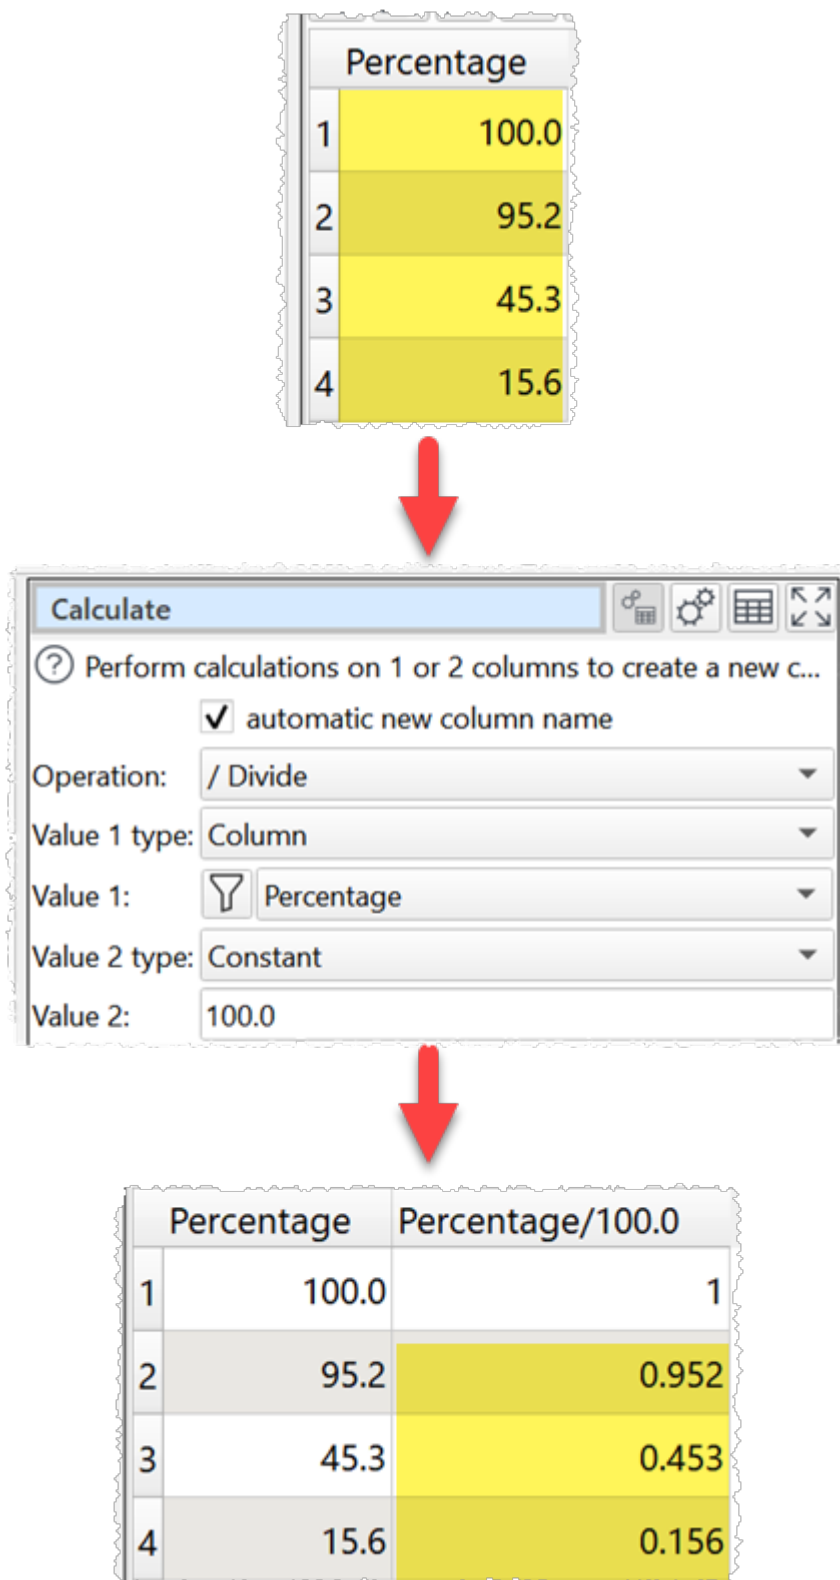 Percentage
1 100.0
2 95.2
3 45.3
4 15.6
Calculate
? Perform calculations on 1 or 2 columns to create a new c...
automatic new column name
Operation: / Divide
Value 1 type: Column
Value 1: Percentage
Value 2 type: Constant
Value 2: 100.0
Percentage Percentage/100.0
1 100.0 1
2 95.2 0.952
3 45.3 0.453
4 15.6 0.156